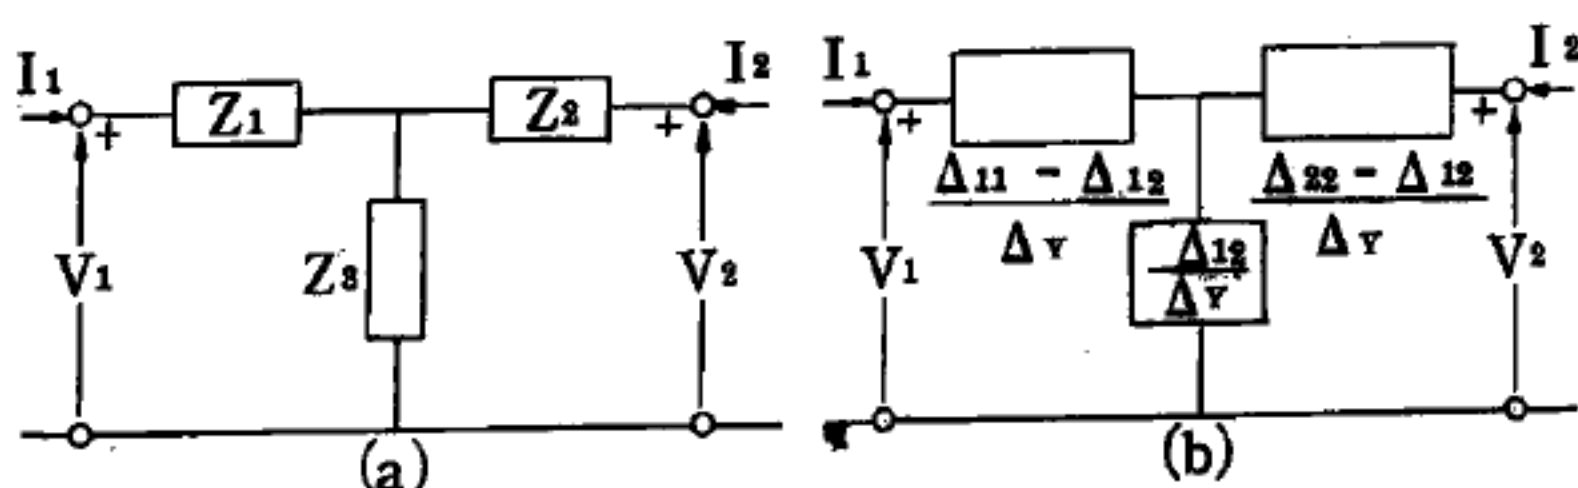 I1 Z1 Z2 I2
+ +
V1 Z3 V2
(a)
I1 I2
+ +
Δ11 - Δ12 Δ22 - Δ12
ΔY ΔY
V1 Δ12 V2
ΔY
(b)